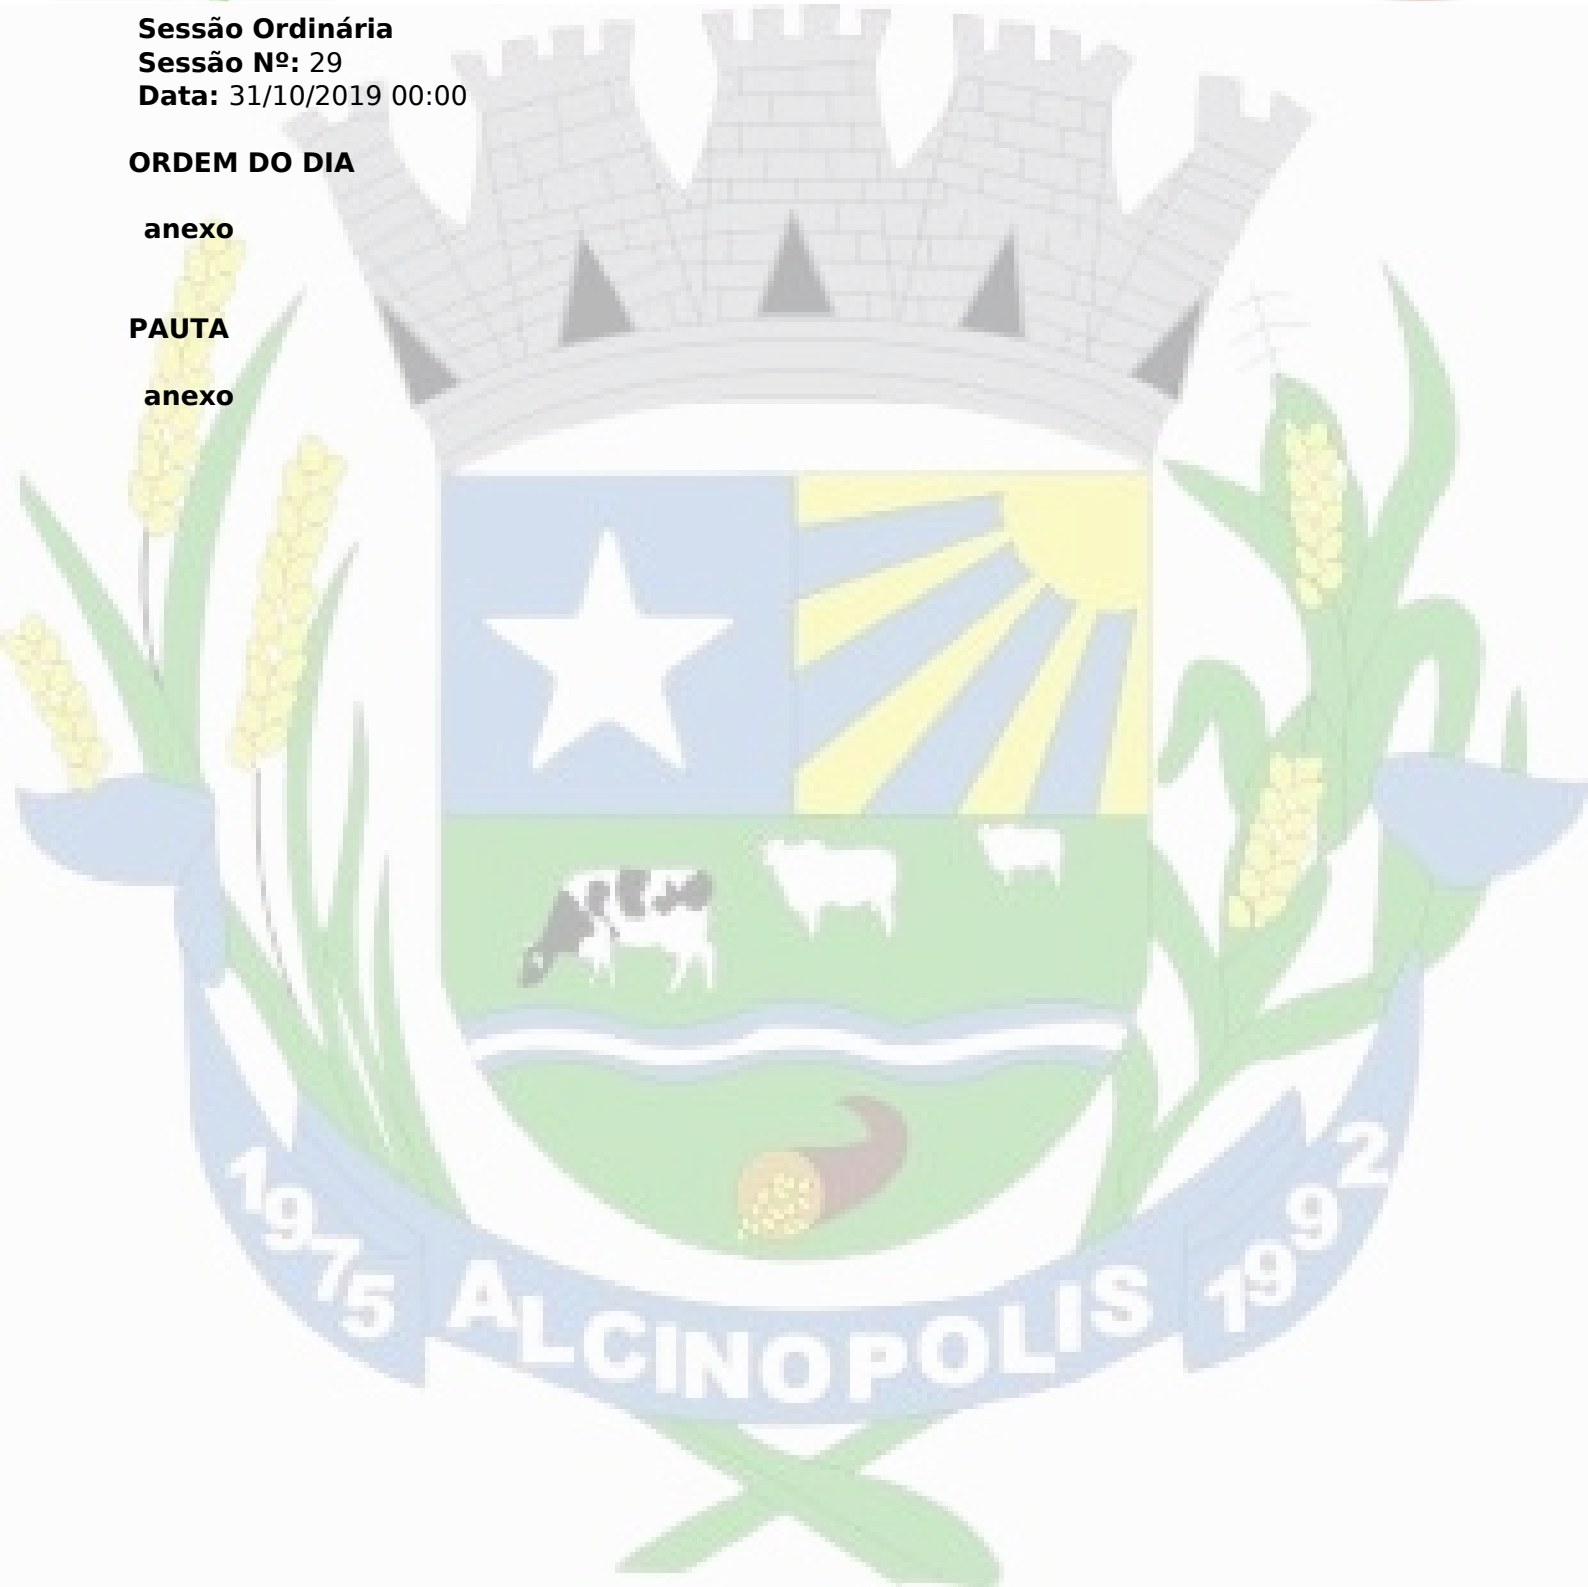 Sessão Ordinária
Sessão Nº: 29
Data: 31/10/2019 00:00
ORDEM DO DIA
anexo
PAUTA
anexo
1975 ALCINOPOLIS 1992